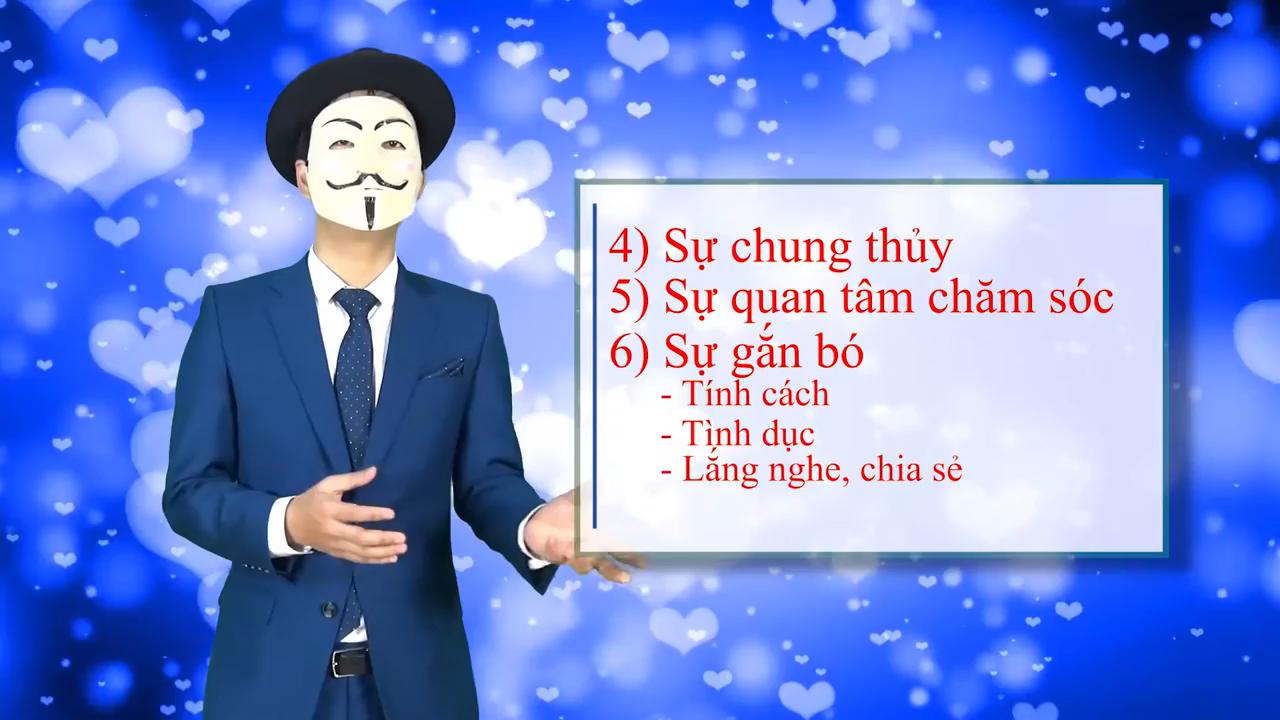 4) Sự chung thủy
5) Sự quan tâm chăm sóc
6) Sự gắn bó
- Tính cách
- Tình dục
- Lắng nghe, chia sẻ